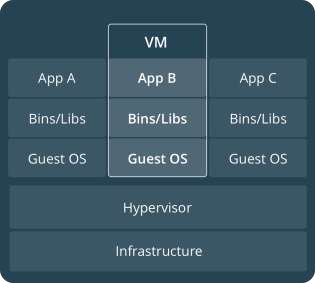 VM
App A App B App C
Bins/Libs Bins/Libs Bins/Libs
Guest OS Guest OS Guest OS
Hypervisor
Infrastructure